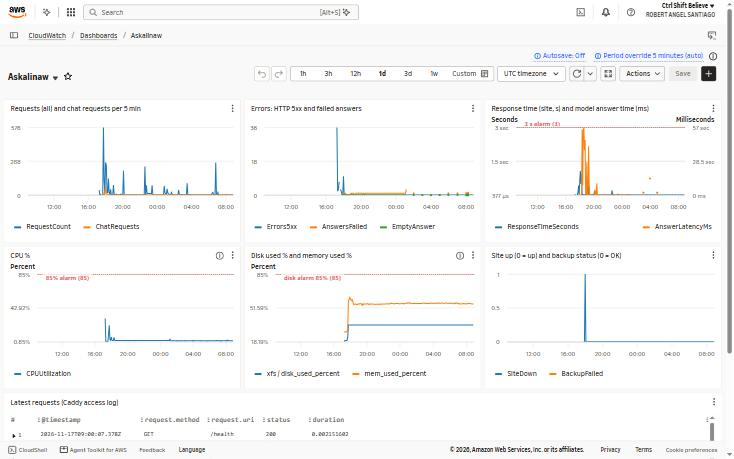 aws
Search
[Alt+S]
Ctrl Shift Believe
ROBERT ANGEL SANTIAGO
CloudWatch / Dashboards / Askalinaw
Autosave: Off
Period override 5 minutes (auto)
Askalinaw
1h 3h 12h 1d 3d 1w Custom
UTC timezone
Actions
Save
Requests (all) and chat requests per 5 min
576
288
0
12:00 16:00 20:00 00:00 04:00 08:00
RequestCount ChatRequests
Errors: HTTP 5xx and failed answers
36
18
0
12:00 16:00 20:00 00:00 04:00 08:00
Errors5xx AnswersFailed EmptyAnswer
Response time (site, s) and model answer time (ms)
Seconds Milliseconds
3 s alarm (3)
3 sec 57 sec
1.5 sec 28.5 sec
377 µs 0 ms
12:00 16:00 20:00 00:00 04:00 08:00
ResponseTimeSeconds AnswerLatencyMs
CPU %
Percent
85%
85% alarm (85)
42.92%
0.85%
12:00 16:00 20:00 00:00 04:00 08:00
CPUUtilization
Disk used % and memory used %
Percent
85%
disk alarm 85% (85)
51.59%
18.19%
12:00 16:00 20:00 00:00 04:00 08:00
xfs / disk_used_percent mem_used_percent
Site up (0 = up) and backup status (0 = OK)
1
0.5
0
12:00 16:00 20:00 00:00 04:00 08:00
SiteDown BackupFailed
Latest requests (Caddy access log)
# @timestamp request.method request.uri status duration
1 2026-11-17T09:00:07.378Z GET /health 200 0.002151602
CloudShell Agent Toolkit for AWS Feedback Language
© 2026, Amazon Web Services, Inc. or its affiliates. Privacy Terms Cookie preferences